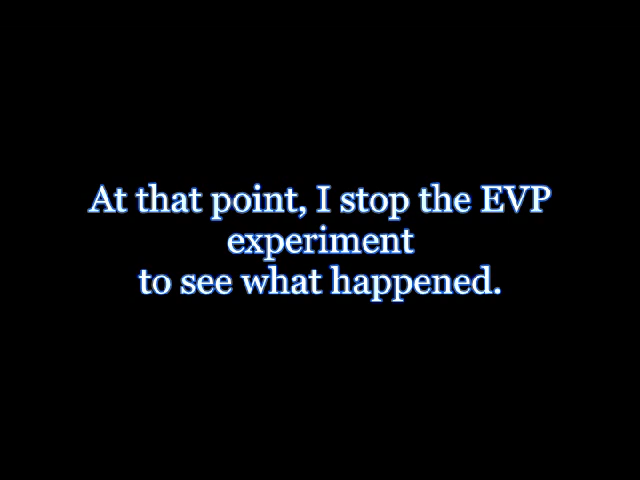 At that point, I stop the EVP
experiment
to see what happened.